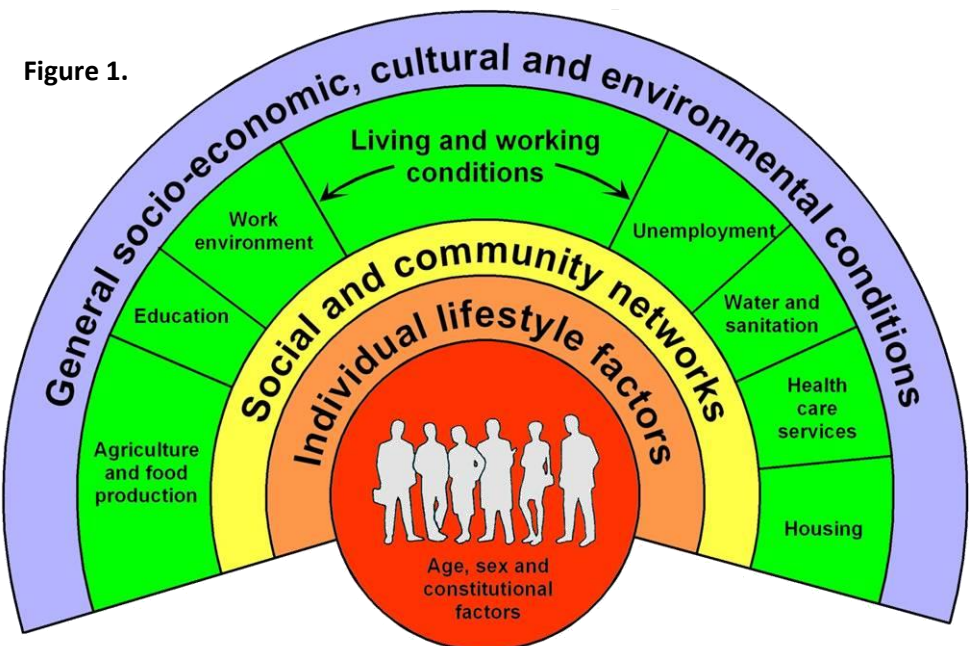 Figure 1.
General socio-economic, cultural and environmental conditions
Living and working
conditions
Work
environment
Education
Agriculture
and food
production
Unemployment
Water and
sanitation
Health
care
services
Housing
Social and community networks
Individual lifestyle factors
Age, sex and
constitutional
factors